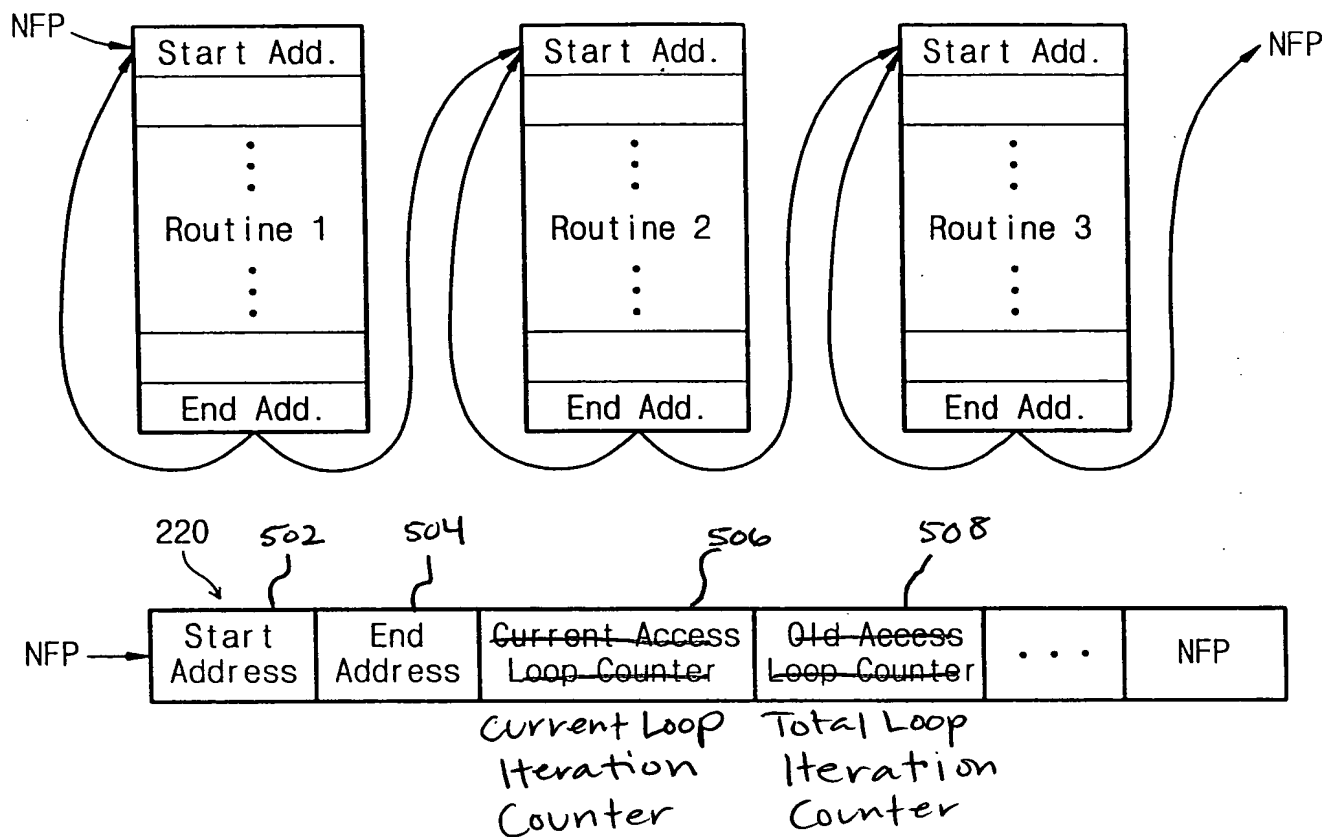 NFP
Start Add.
Routine 1
End Add.
Start Add.
Routine 2
End Add.
Start Add.
Routine 3
End Add.
NFP
220
502
504
506
508
NFP
Start
Address
End
Address
Current Access
Loop Counter
Old Access
Loop Counter
NFP
Current Loop
Iteration
Counter
Total Loop
Iteration
Counter